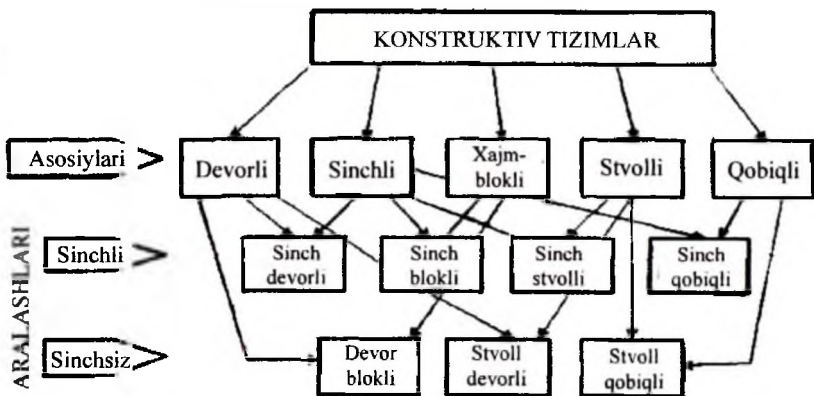 KONSTRUKTIV TIZIMLAR
Asosiylari
Devorli
Sinchli
Xajm-
blokli
Stvolli
Qobiqli
ARALASHLARI
Sinchli
Sinch
devorli
Sinch
blokli
Sinch
stvolli
Sinch
qobiqli
Sinchsiz
Devor
blokli
Stvoll
devorli
Stvoll
qobiqli